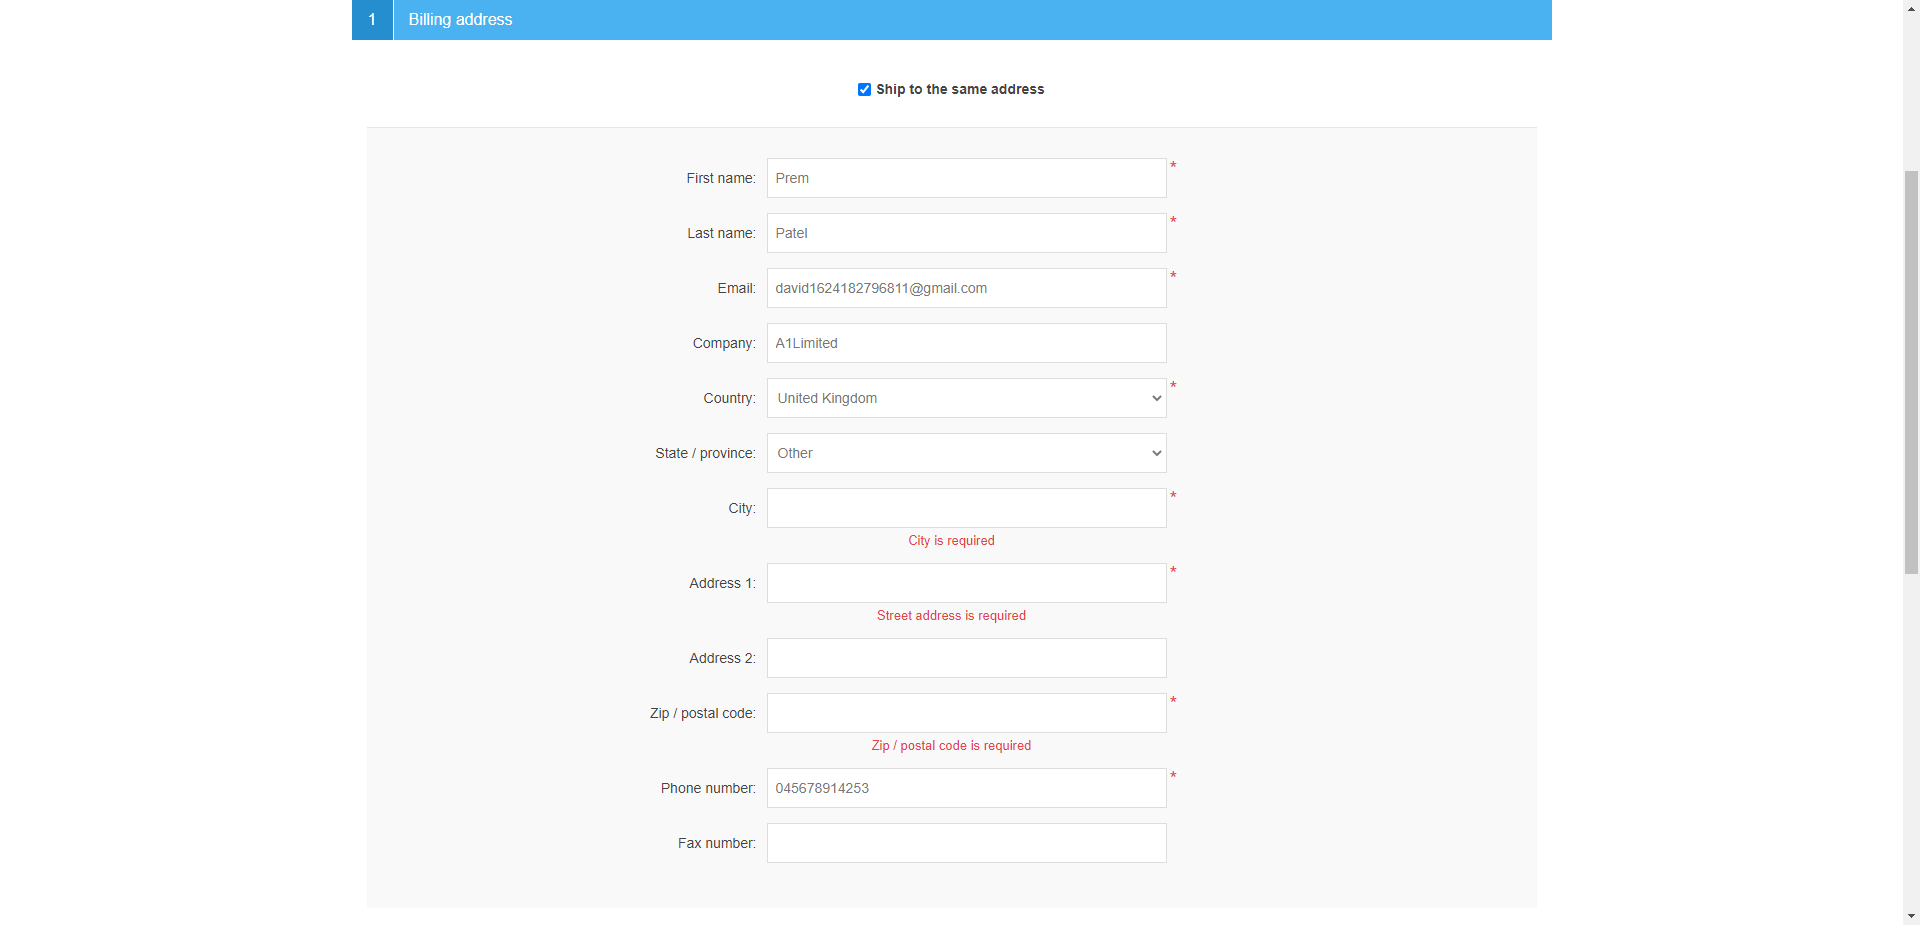 1 Billing address
Ship to the same address
First name: Prem *
Last name: Patel *
Email: david1624182796811@gmail.com *
Company: A1Limited
Country: United Kingdom *
State / province: Other
City: *
City is required
Address 1: *
Street address is required
Address 2:
Zip / postal code: *
Zip / postal code is required
Phone number: 045678914253 *
Fax number: